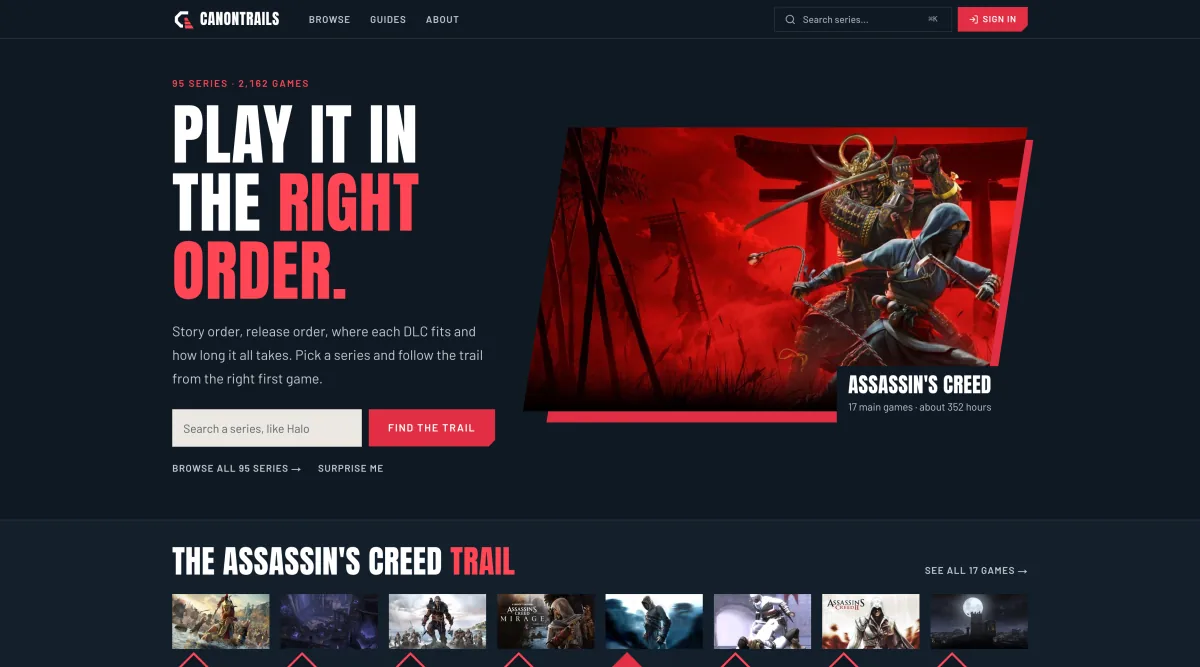 CANONTRAILS
BROWSE
GUIDES
ABOUT
Search series...
⌘K
SIGN IN
95 SERIES · 2,162 GAMES
PLAY IT IN
THE RIGHT
ORDER.
Story order, release order, where each DLC fits and
how long it all takes. Pick a series and follow the trail
from the right first game.
Search a series, like Halo
FIND THE TRAIL
BROWSE ALL 95 SERIES →
SURPRISE ME
ASSASSIN'S CREED
17 main games · about 352 hours
THE ASSASSIN'S CREED TRAIL
SEE ALL 17 GAMES →
ASSASSIN'S
CREED
MIRAGE
ASSASSIN'S
CREED II